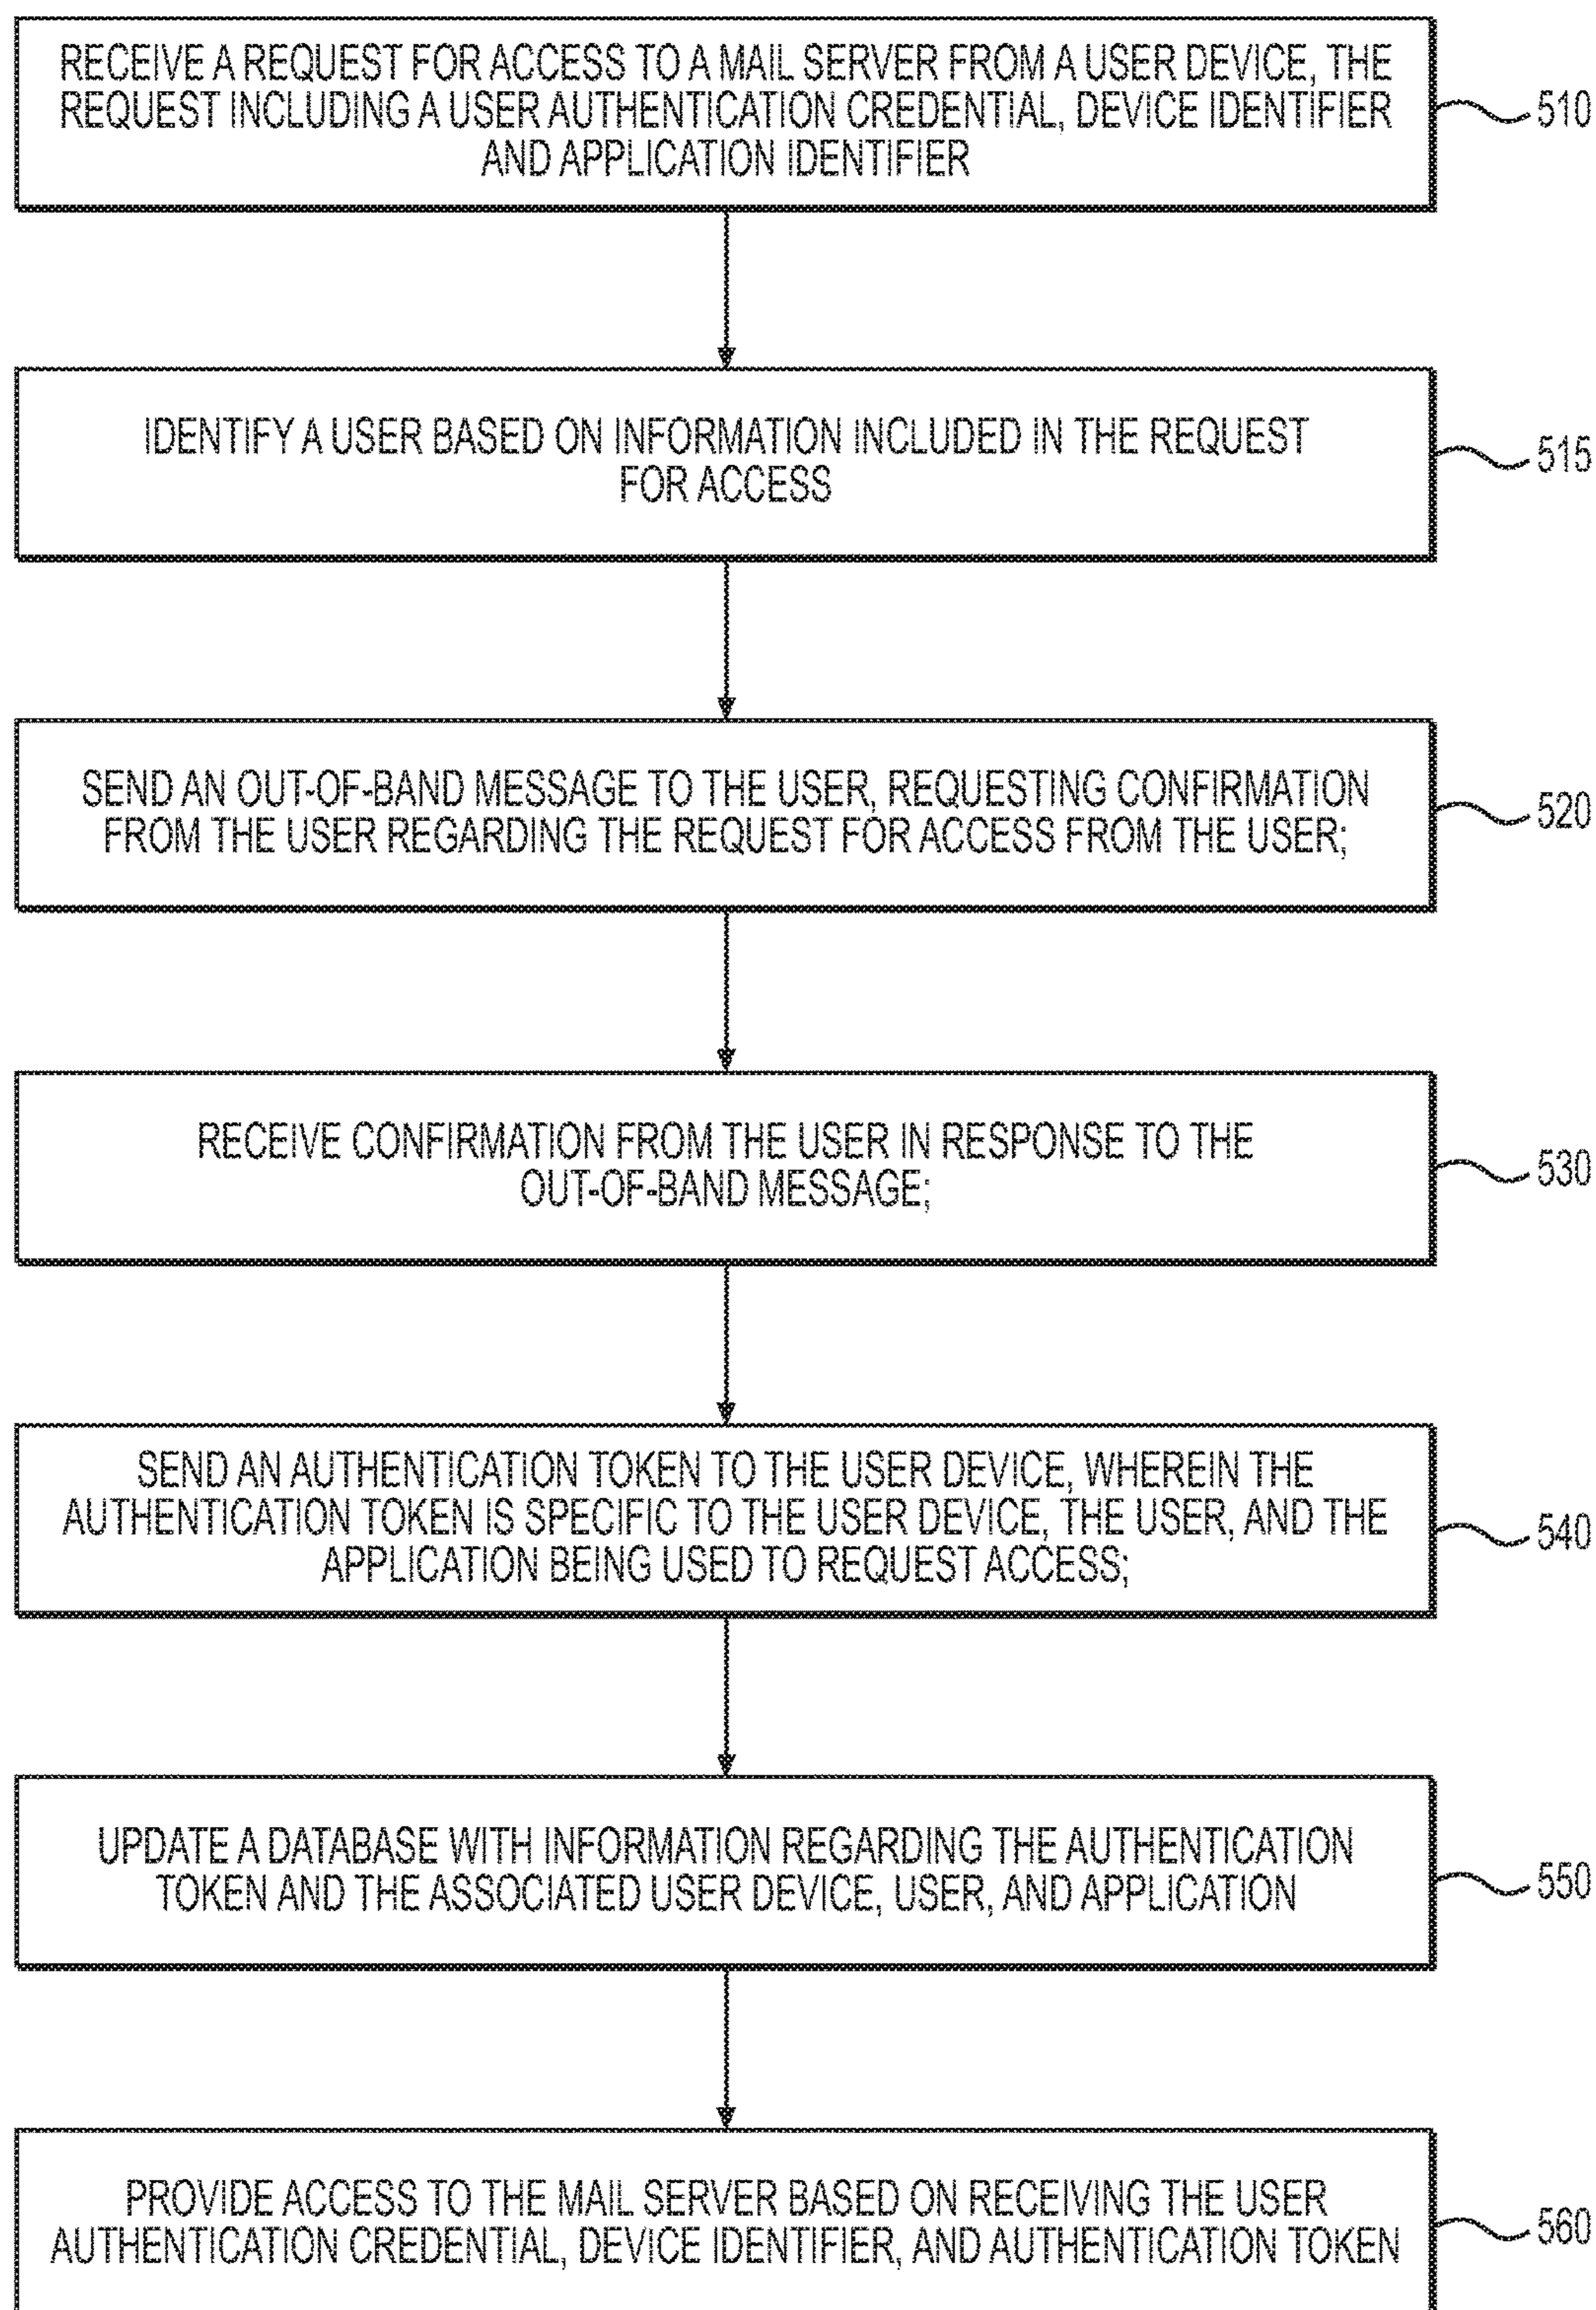 RECEIVE A REQUEST FOR ACCESS TO A MAIL SERVER FROM A USER DEVICE, THE
REQUEST INCLUDING A USER AUTHENTICATION CREDENTIAL, DEVICE IDENTIFIER
AND APPLICATION IDENTIFIER
510
IDENTIFY A USER BASED ON INFORMATION INCLUDED IN THE REQUEST
FOR ACCESS
515
SEND AN OUT-OF-BAND MESSAGE TO THE USER, REQUESTING CONFIRMATION
FROM THE USER REGARDING THE REQUEST FOR ACCESS FROM THE USER;
520
RECEIVE CONFIRMATION FROM THE USER IN RESPONSE TO THE
OUT-OF-BAND MESSAGE;
530
SEND AN AUTHENTICATION TOKEN TO THE USER DEVICE, WHEREIN THE
AUTHENTICATION TOKEN IS SPECIFIC TO THE USER DEVICE, THE USER, AND THE
APPLICATION BEING USED TO REQUEST ACCESS;
540
UPDATE A DATABASE WITH INFORMATION REGARDING THE AUTHENTICATION
TOKEN AND THE ASSOCIATED USER DEVICE, USER, AND APPLICATION
550
PROVIDE ACCESS TO THE MAIL SERVER BASED ON RECEIVING THE USER
AUTHENTICATION CREDENTIAL, DEVICE IDENTIFIER, AND AUTHENTICATION TOKEN
560